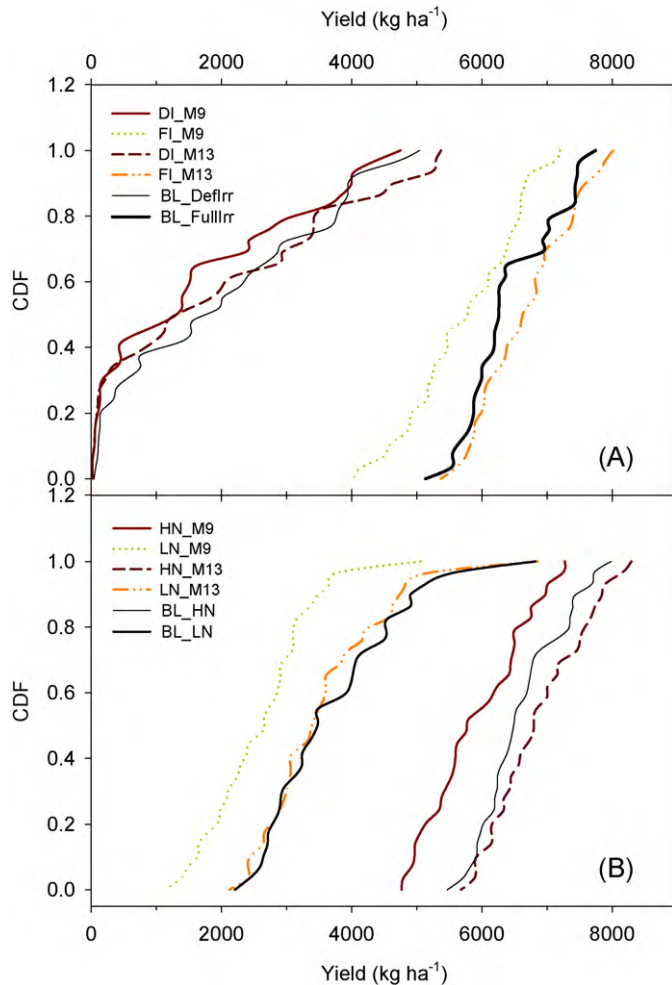 Yield (kg ha⁻¹)
0 2000 4000 6000 8000
1.2
DI_M9
FI_M9
DI_M13
FI_M13
BL_DefIrr
BL_FullIrr
1.0
0.8
0.6
0.4
0.2
0.0
CDF
(A)
1.2
HN_M9
LN_M9
HN_M13
LN_M13
BL_HN
BL_LN
1.0
0.8
0.6
0.4
0.2
0.0
CDF
(B)
0 2000 4000 6000 8000
Yield (kg ha⁻¹)